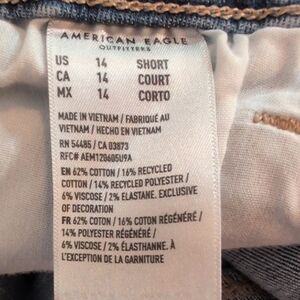 AMERICAN EAGLE
OUTFITTERS
US 14 SHORT
CA 14 COURT
MX 14 CORTO
MADE IN VIETNAM / FABRIQUÉ AU
VIETNAM / HECHO EN VIETNAM
RN 54485 / CA 03873
RFC# AEM120605U9A
EN 62% COTTON / 16% RECYCLED
COTTON / 14% RECYCLED POLYESTER /
6% VISCOSE / 2% ELASTANE. EXCLUSIVE
OF DECORATION
FR 62% COTON / 16% COTON RÉGÉNÉRÉ /
14% POLYESTER RÉGÉNÉRÉ /
6% VISCOSE / 2% ÉLASTHANNE. À
L'EXCEPTION DE LA GARNITURE